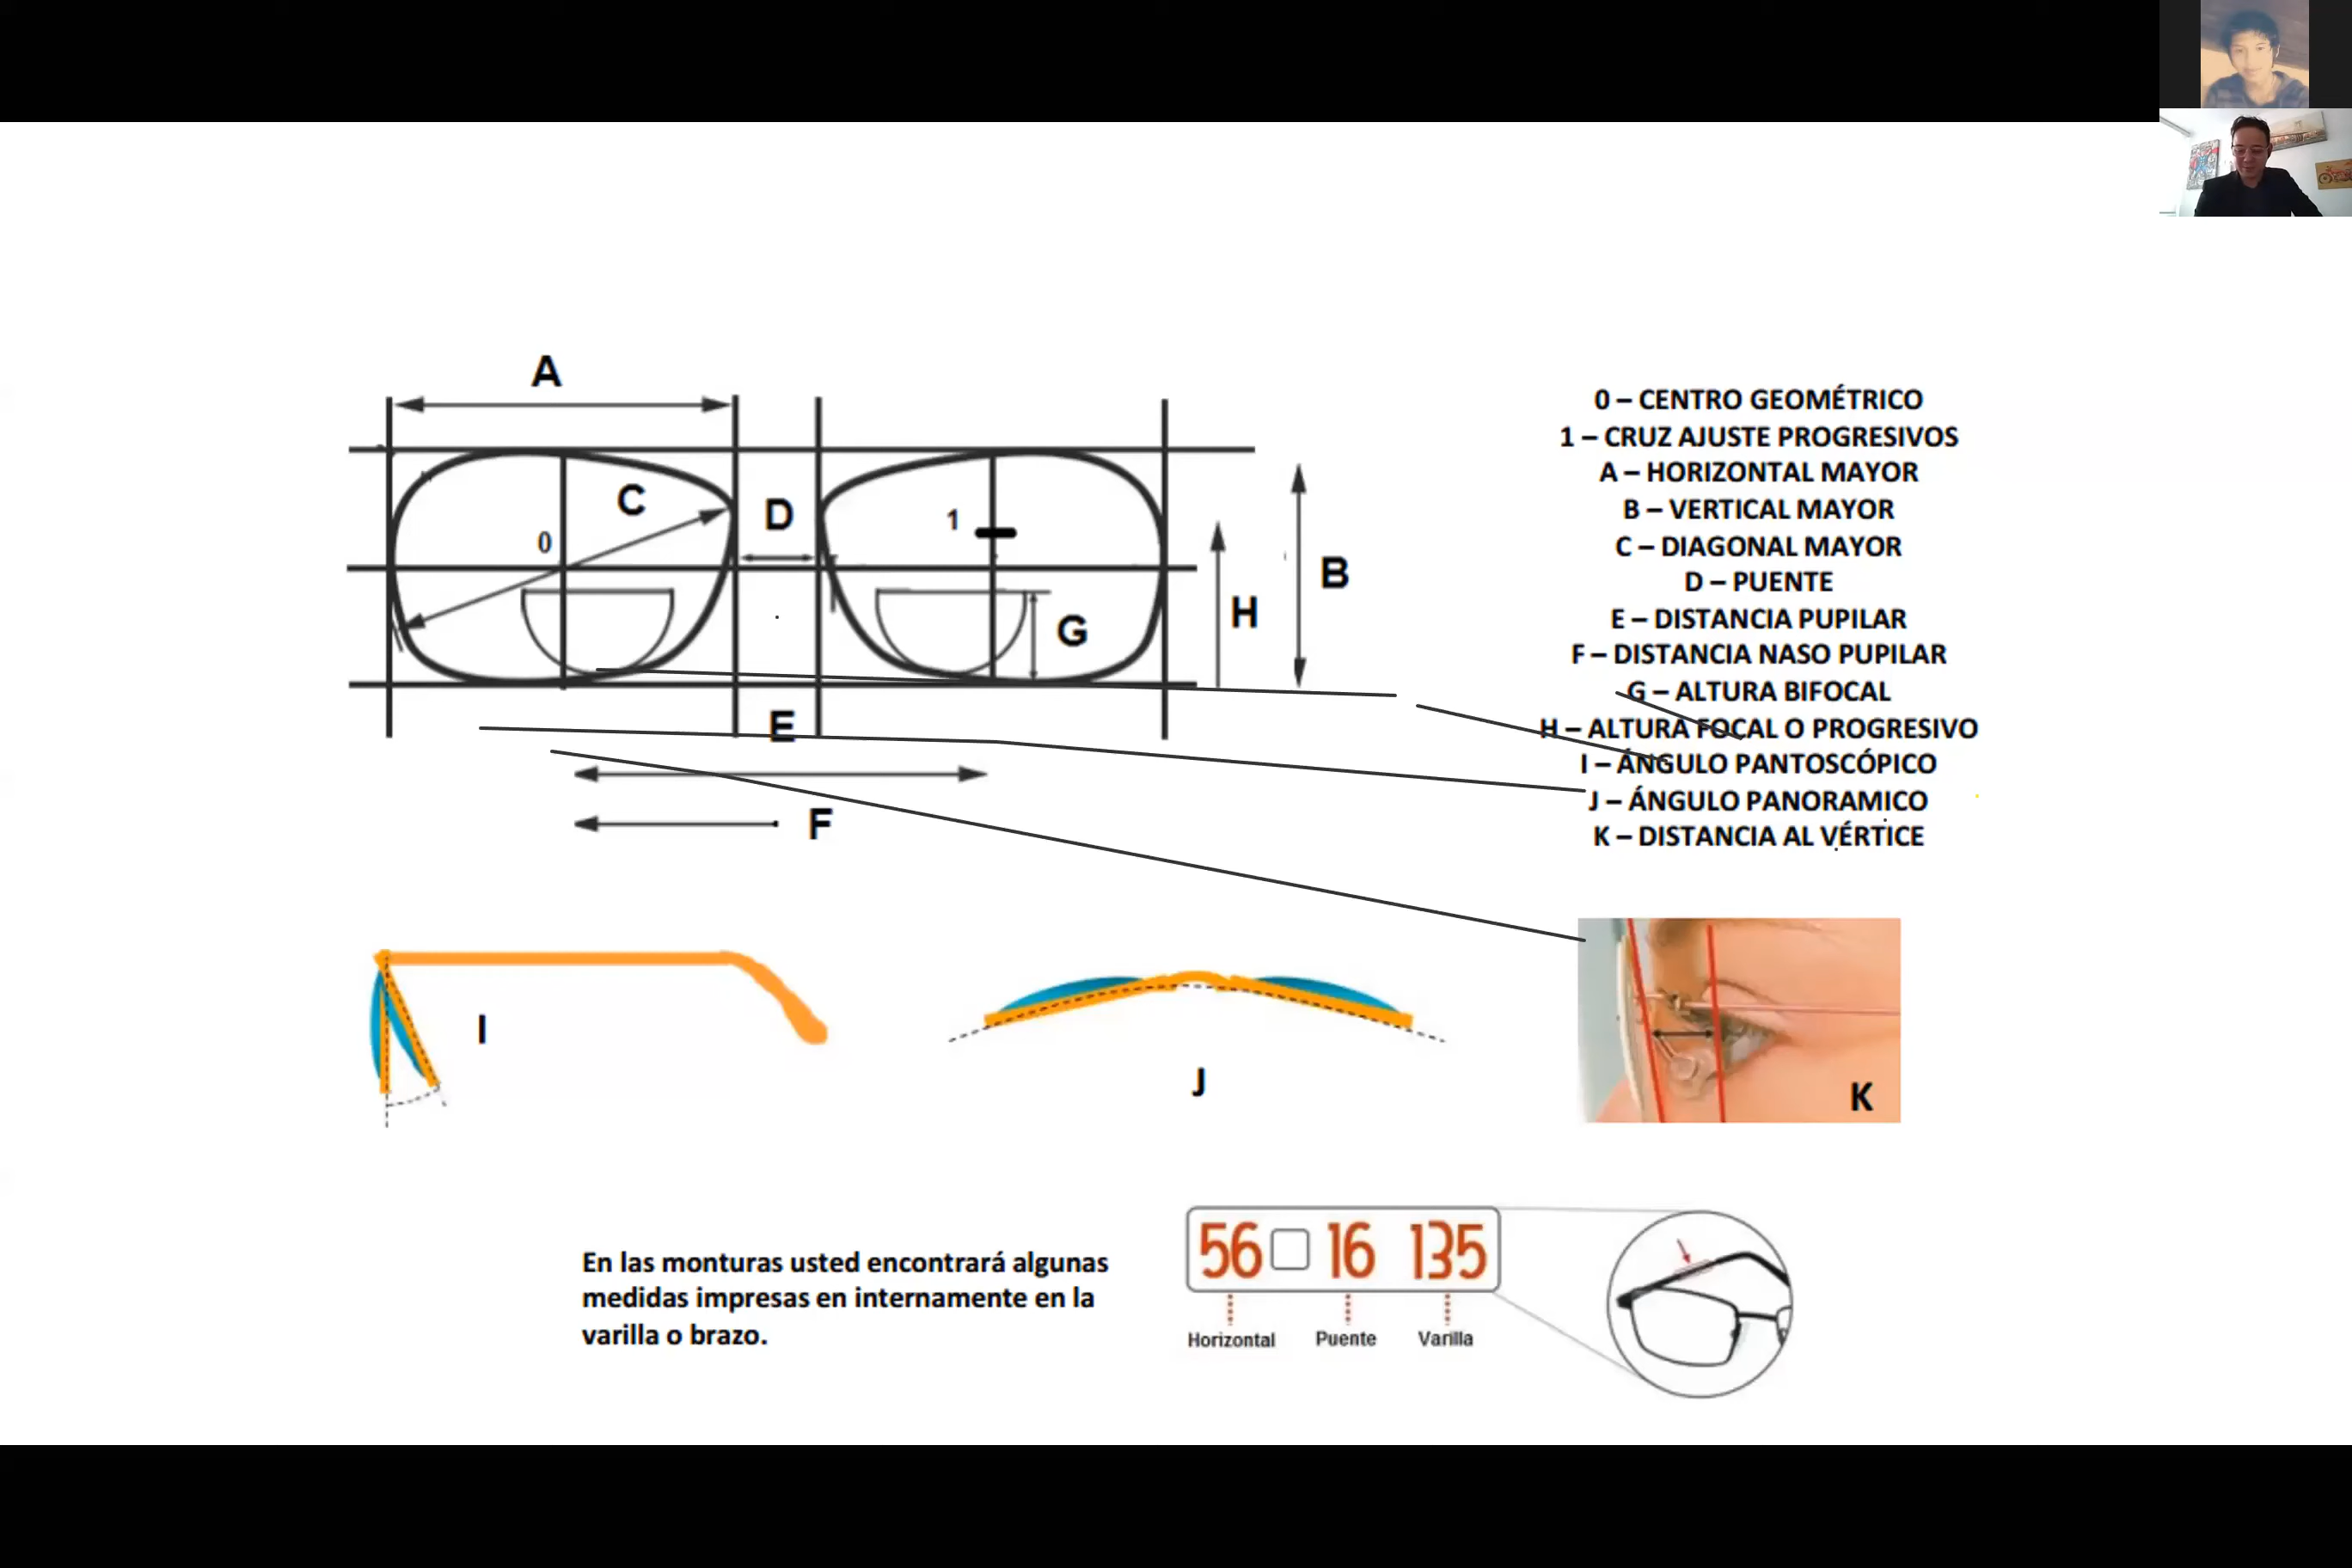 A
C
D
0
1
B
H
G
E
F
0 – CENTRO GEOMÉTRICO
1 – CRUZ AJUSTE PROGRESIVOS
A – HORIZONTAL MAYOR
B – VERTICAL MAYOR
C – DIAGONAL MAYOR
D – PUENTE
E – DISTANCIA PUPILAR
F – DISTANCIA NASO PUPILAR
G – ALTURA BIFOCAL
H – ALTURA FOCAL O PROGRESIVO
I – ÁNGULO PANTOSCÓPICO
J – ÁNGULO PANORAMICO
K – DISTANCIA AL VÉRTICE
I
J
K
En las monturas usted encontrará algunas
medidas impresas en internamente en la
varilla o brazo.
56 16 135
Horizontal Puente Varilla